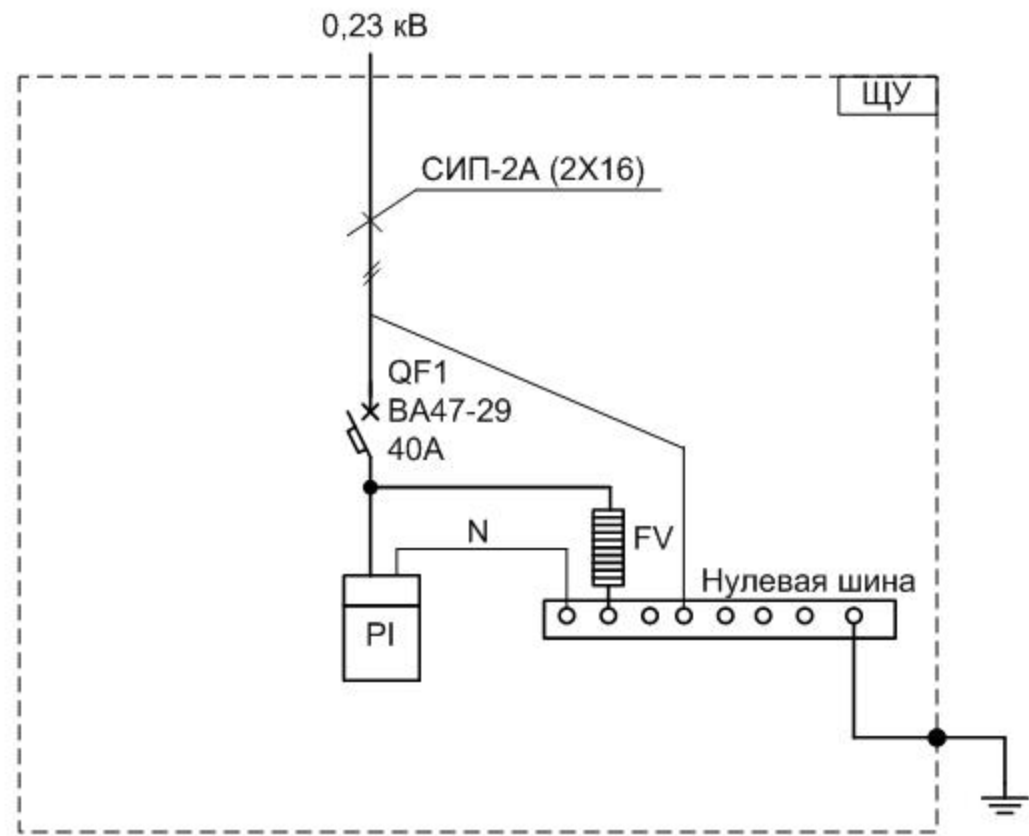 0,23 кВ
ЩУ
СИП-2А (2Х16)
QF1
ВА47-29
40А
N
FV
Нулевая шина
PI